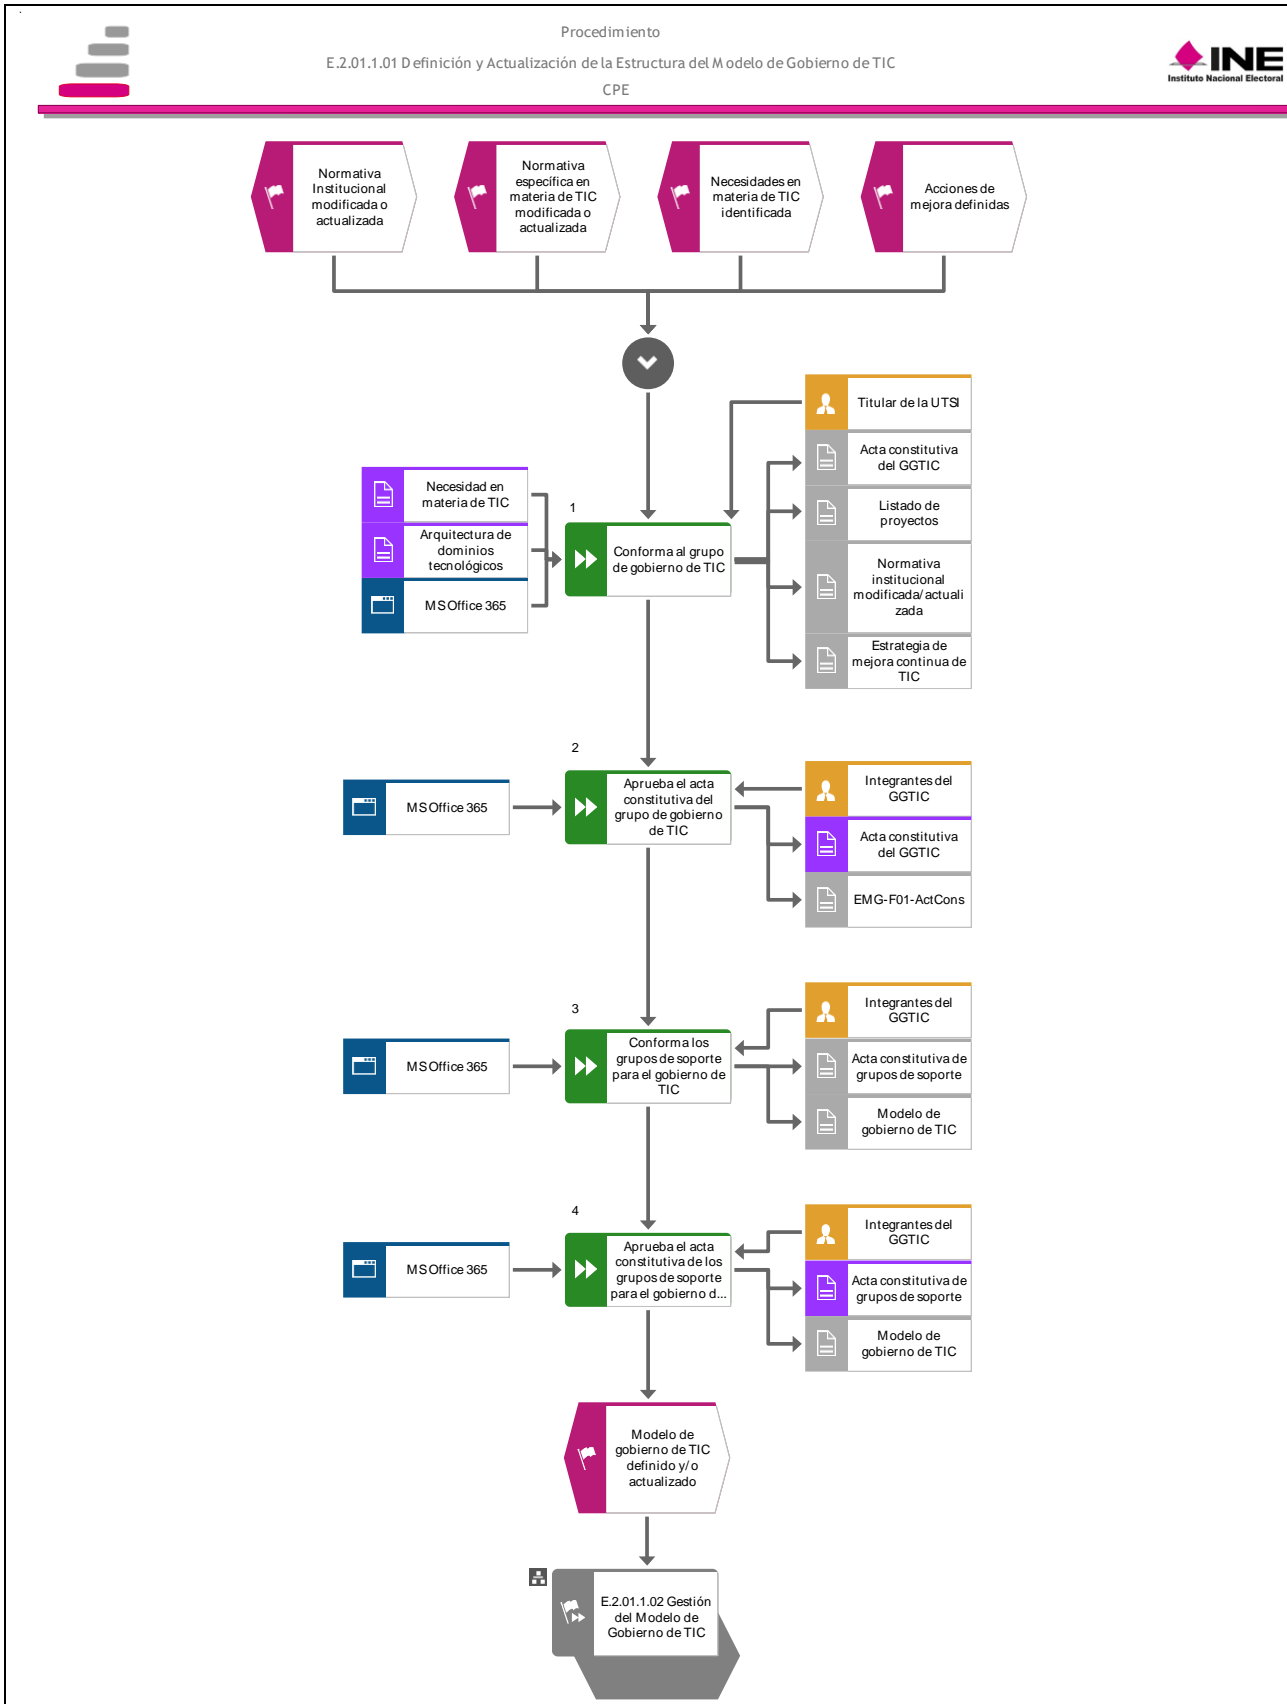 Procedimiento
E.2.01.1.01 Definición y Actualización de la Estructura del Modelo de Gobierno de TIC
CPE
INE
Instituto Nacional Electoral
Normativa
Institucional
modificada o
actualizada
Normativa
específica en
materia de TIC
modificada o
actualizada
Necesidades en
materia de TIC
identificada
Acciones de
mejora definidas
Titular de la UTSI
Acta constitutiva
del GGTIC
Listado de
proyectos
Normativa
institucional
modificada/actuali
zada
Estrategia de
mejora continua de
TIC
Necesidad en
materia de TIC
Arquitectura de
dominios
tecnológicos
MS Office 365
1
Conforma al grupo
de gobierno de TIC
2
Aprueba el acta
constitutiva del
grupo de gobierno
de TIC
MS Office 365
Integrantes del
GGTIC
Acta constitutiva
del GGTIC
EMG-F01-ActCons
3
Conforma los
grupos de soporte
para el gobierno de
TIC
MS Office 365
Integrantes del
GGTIC
Acta constitutiva de
grupos de soporte
Modelo de
gobierno de TIC
4
Aprueba el acta
constitutiva de los
grupos de soporte
para el gobierno d...
MS Office 365
Integrantes del
GGTIC
Acta constitutiva de
grupos de soporte
Modelo de
gobierno de TIC
Modelo de
gobierno de TIC
definido y/o
actualizado
E.2.01.1.02 Gestión
del Modelo de
Gobierno de TIC